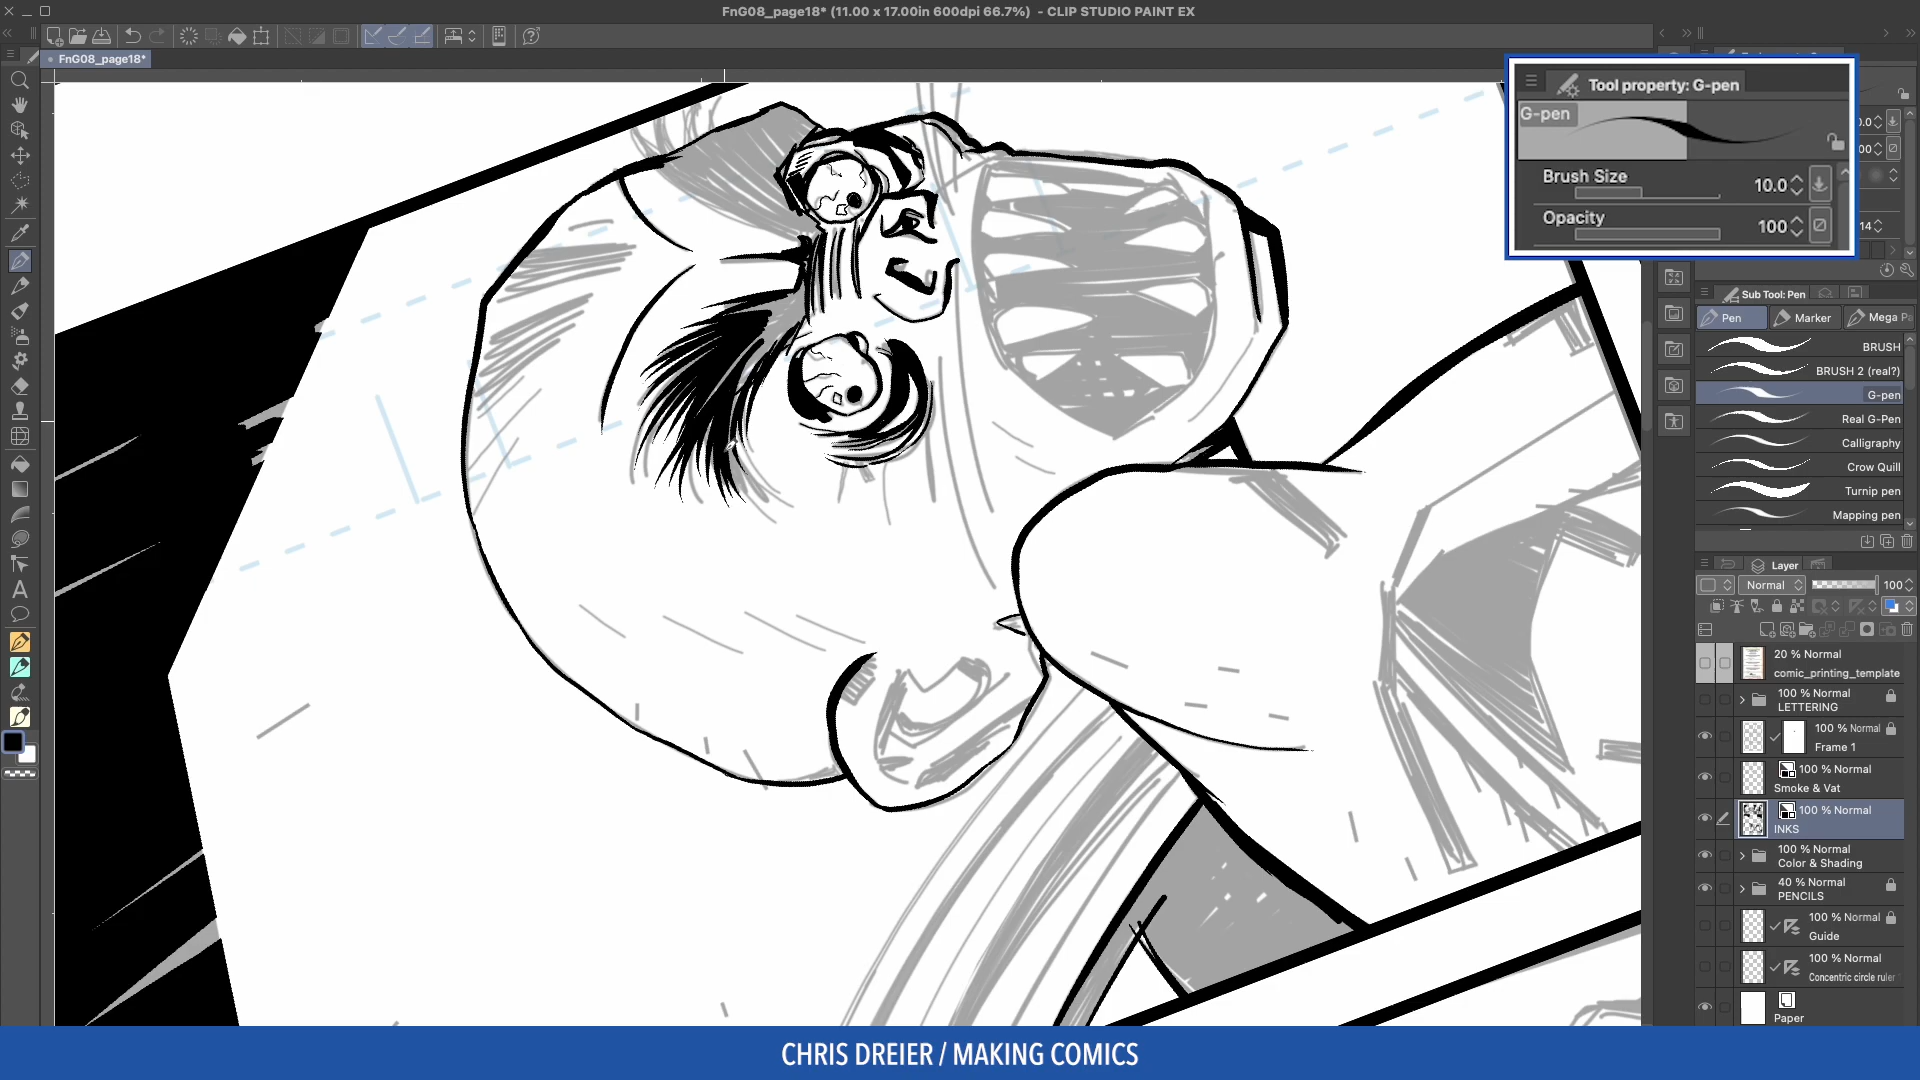 FnG08_page18* (11.00 x 17.00in 600dpi 66.7%) - CLIP STUDIO PAINT EX
FnG08_page18*
Tool property: G-pen
G-pen
Brush Size
10.0
Opacity
100
14
Sub Tool: Pen
Pen
Marker
Mega
BRUSH
BRUSH 2 (real?)
G-pen
Real G-Pen
Calligraphy
Crow Quill
Turnip pen
Mapping pen
Layer
Normal
100
20 % Normal
comic_printing_template
100 % Normal
LETTERING
100 % Normal
Frame 1
100 % Normal
Smoke & Vat
100 % Normal
INKS
100 % Normal
Color & Shading
40 % Normal
PENCILS
100 % Normal
Guide
100 % Normal
Concentric circle ruler
Paper
CHRIS DREIER / MAKING COMICS